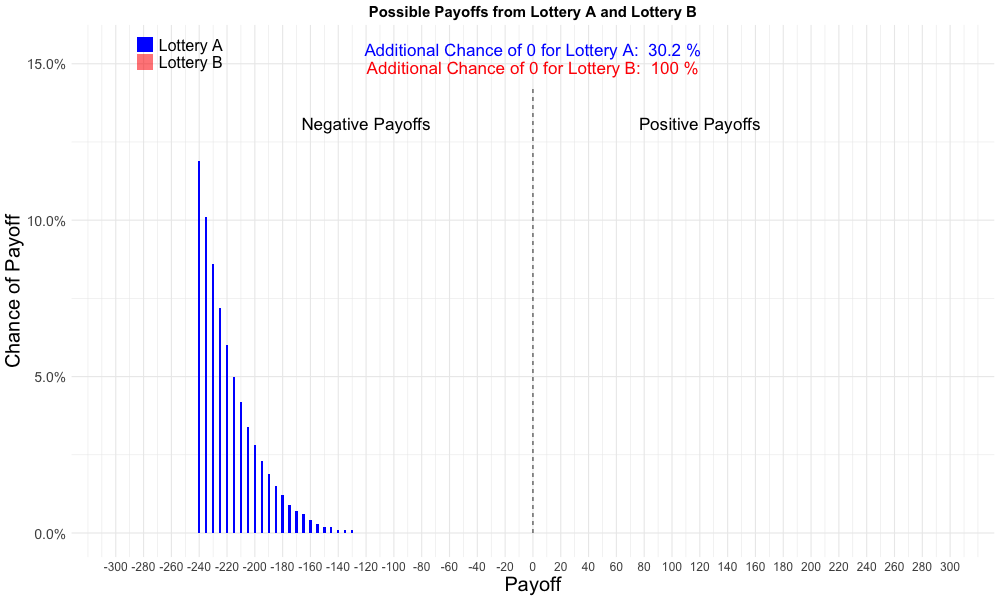 Possible Payoffs from Lottery A and Lottery B
Lottery A
Lottery B
Additional Chance of 0 for Lottery A: 30.2 %
Additional Chance of 0 for Lottery B: 100 %
Negative Payoffs
Positive Payoffs
Chance of Payoff
15.0%
10.0%
5.0%
0.0%
-300 -280 -260 -240 -220 -200 -180 -160 -140 -120 -100 -80 -60 -40 -20 0 20 40 60 80 100 120 140 160 180 200 220 240 260 280 300
Payoff